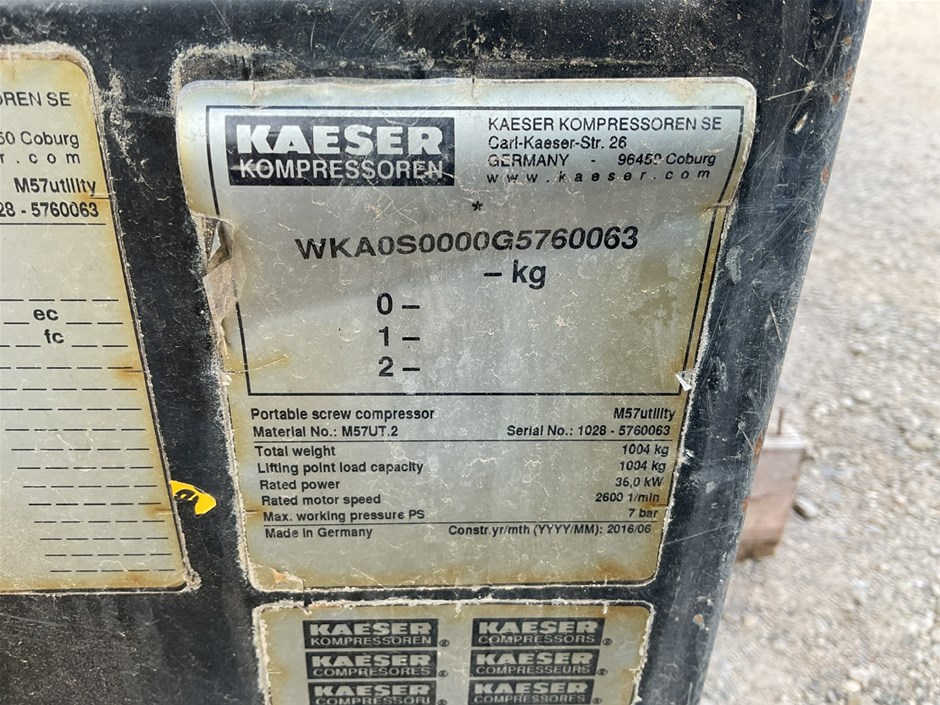 OREN SE
50 Coburg
e . c o m
M57utility
28 - 5760063
ec
fc
KAESER
KOMPRESSOREN
KAESER KOMPRESSOREN SE
Carl-Kaeser-Str. 26
GERMANY - 96450 Coburg
w w w . k a e s e r . c o m
*
WKA0S0000G5760063
– kg
0 –
1 –
2 –
Portable screw compressor M57utility
Material No.: M57UT.2 Serial No.: 1028 - 5760063
Total weight 1004 kg
Lifting point load capacity 1004 kg
Rated power 36,0 kW
Rated motor speed 2600 1/min
Max. working pressure PS 7 bar
Made in Germany Constr.yr/mth (YYYY/MM): 2016/06
KAESER KAESER
KOMPRESSOREN® COMPRESSORS®
KAESER KAESER
COMPRESORES® COMPRESSEURS®
KAESER KAESER
COMPRESSORI COMPRESSORES